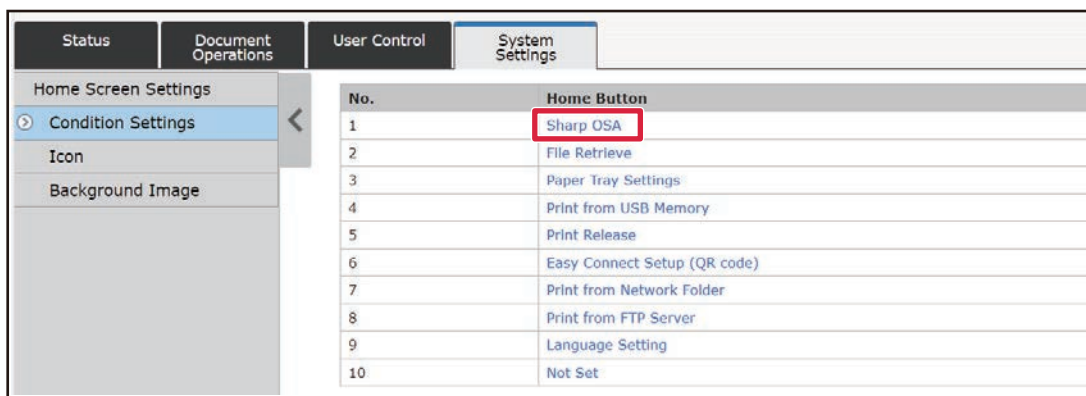 Status
Document
Operations
User Control
System
Settings
Home Screen Settings
Condition Settings
Icon
Background Image
No. Home Button
1 Sharp OSA
2 File Retrieve
3 Paper Tray Settings
4 Print from USB Memory
5 Print Release
6 Easy Connect Setup (QR code)
7 Print from Network Folder
8 Print from FTP Server
9 Language Setting
10 Not Set